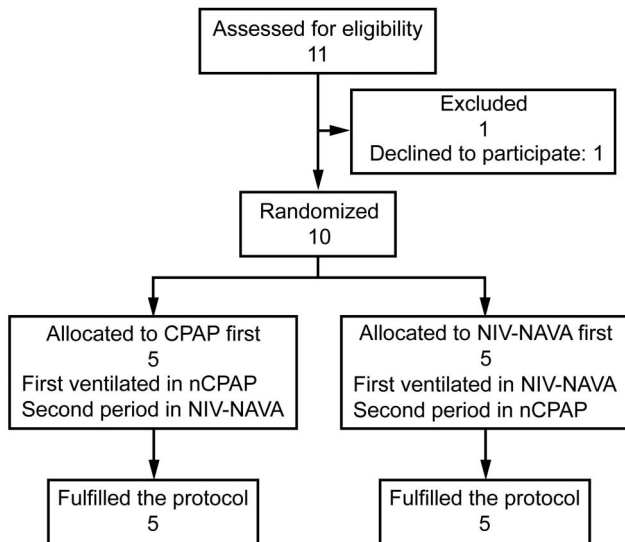 Assessed for eligibility
11
Excluded
1
Declined to participate: 1
Randomized
10
Allocated to CPAP first
5
First ventilated in nCPAP
Second period in NIV-NAVA
Allocated to NIV-NAVA first
5
First ventilated in NIV-NAVA
Second period in nCPAP
Fulfilled the protocol
5
Fulfilled the protocol
5